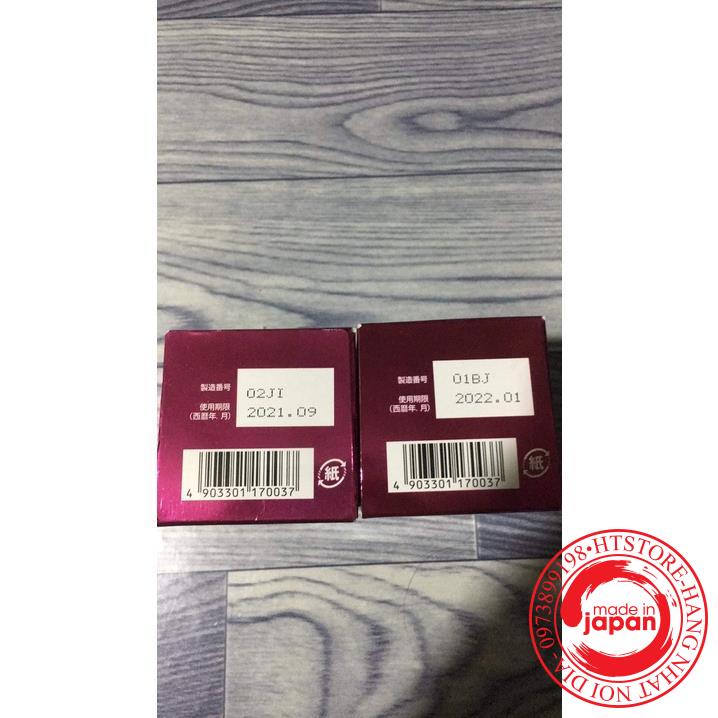 製造番号
02JI
使用期限
(西暦年. 月)
2021.09
4 903301 170037
紙
製造番号
01BJ
使用期限
(西暦年. 月)
2022.01
4 903301 170037
紙
0973899198•HTSTORE-HANG NHAT NOI DIA-
made in
japan